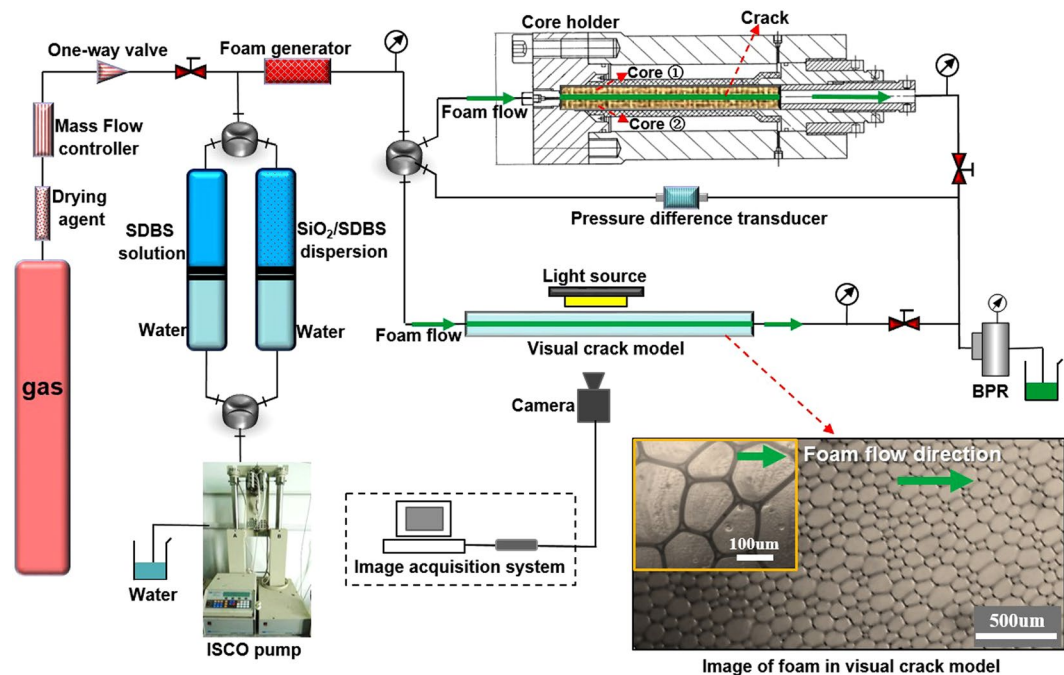 One-way valve
Foam generator
Core holder
Crack
Core ①
Foam flow
Core ②
Mass Flow
controller
Drying
agent
SDBS
solution
SiO₂/SDBS
dispersion
Pressure difference transducer
Light source
Water
Water
Foam flow
Visual crack model
gas
BPR
Camera
Foam flow direction
100um
A
B
Image acquisition system
Water
500um
ISCO pump
Image of foam in visual crack model